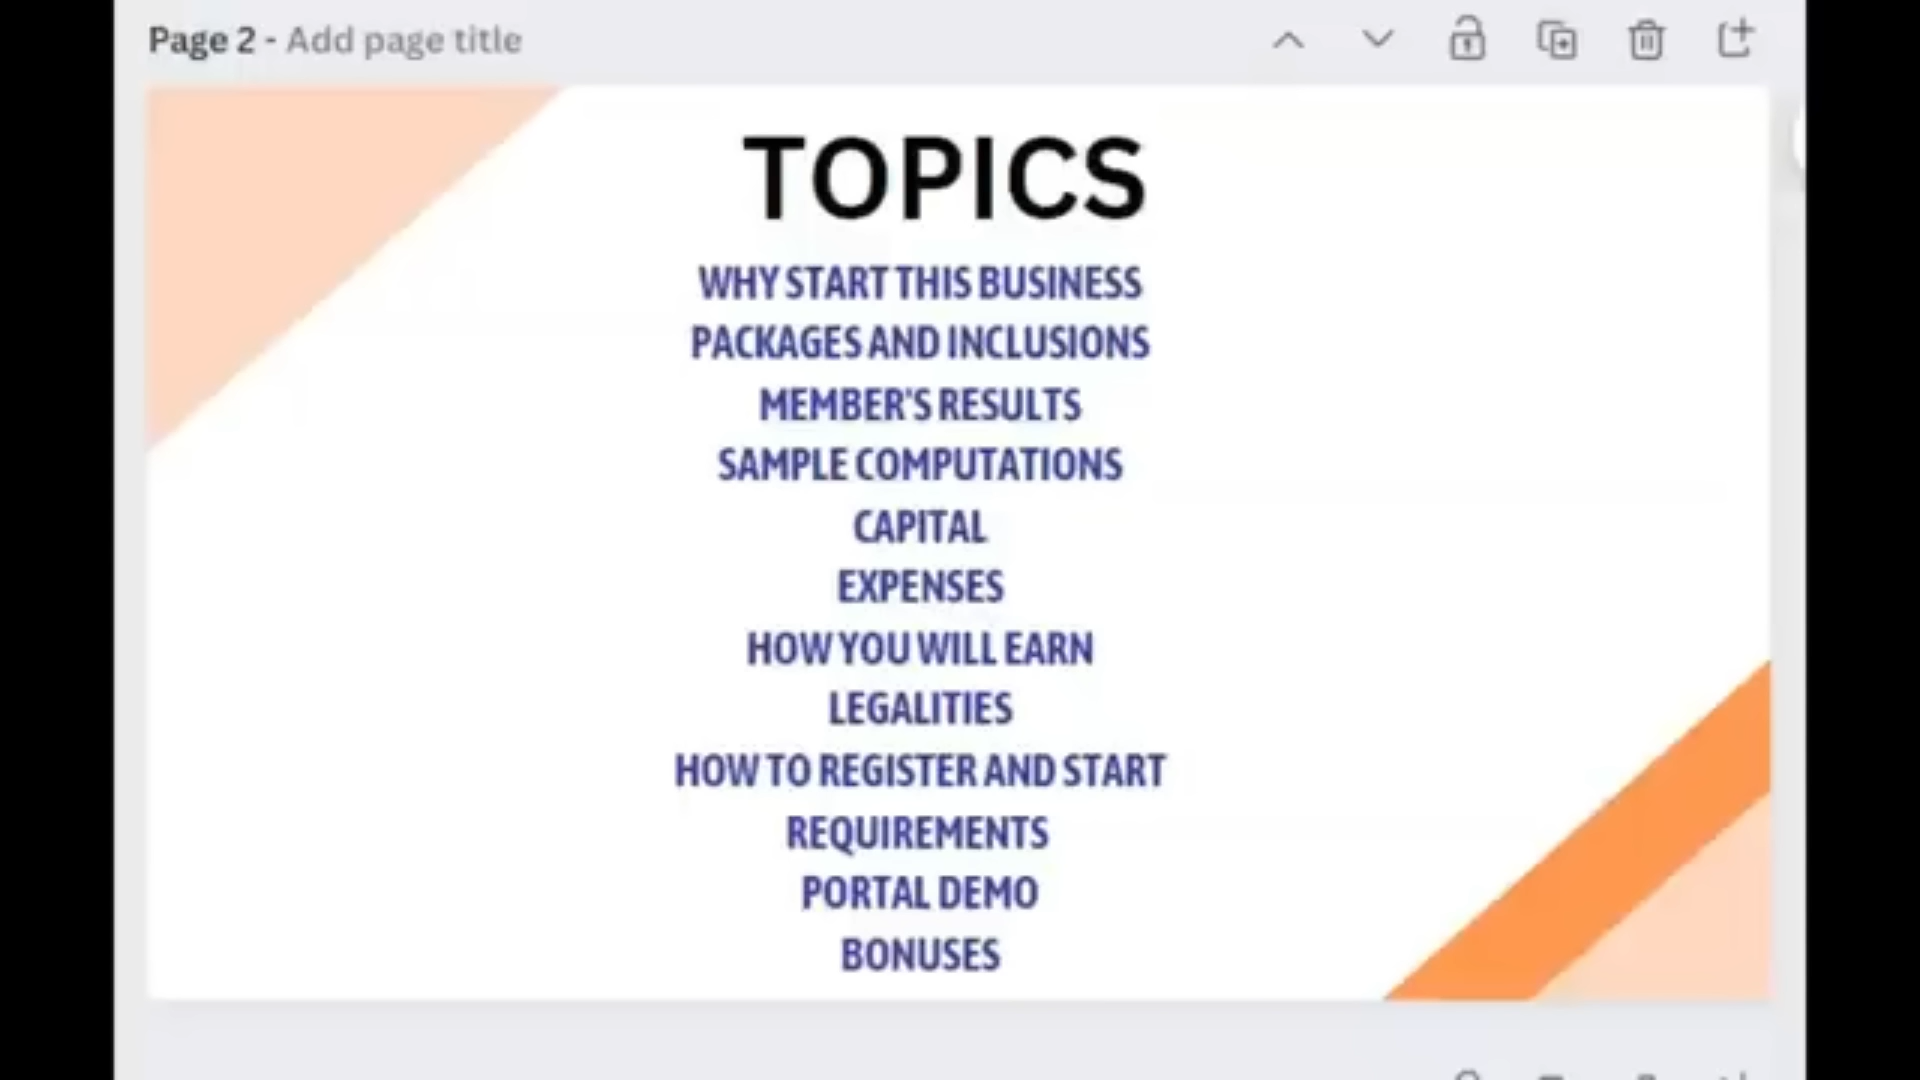 Page 2 - Add page title
TOPICS
WHY START THIS BUSINESS
PACKAGES AND INCLUSIONS
MEMBER'S RESULTS
SAMPLE COMPUTATIONS
CAPITAL
EXPENSES
HOW YOU WILL EARN
LEGALITIES
HOW TO REGISTER AND START
REQUIREMENTS
PORTAL DEMO
BONUSES